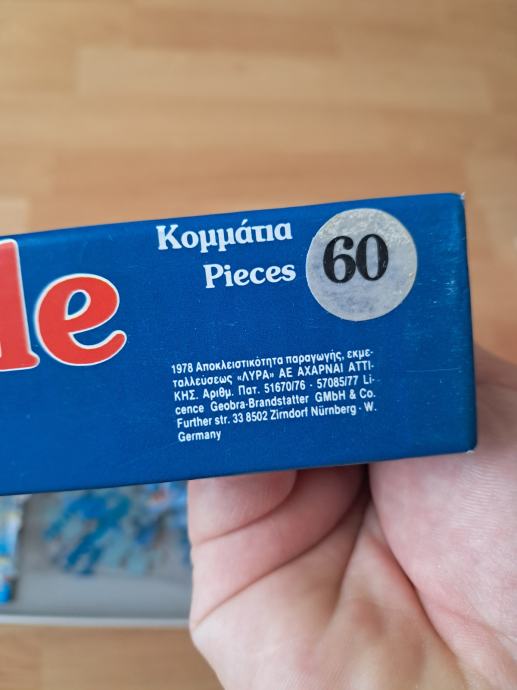 Κομμάτια
Pieces 60
le
1978 Αποκλειστικότητα παραγωγής, εκμε-
ταλλεύσεως «ΛΥΡΑ» ΑΕ ΑΧΑΡΝΑΙ ΑΤΤΙ-
ΚΗΣ. Αριθμ. Πατ. 51670/76 - 57085/77 Li-
cence Geobra-Brandstatter GMbH & Co.
Further str. 33 8502 Zirndorf Nürnberg - W.
Germany